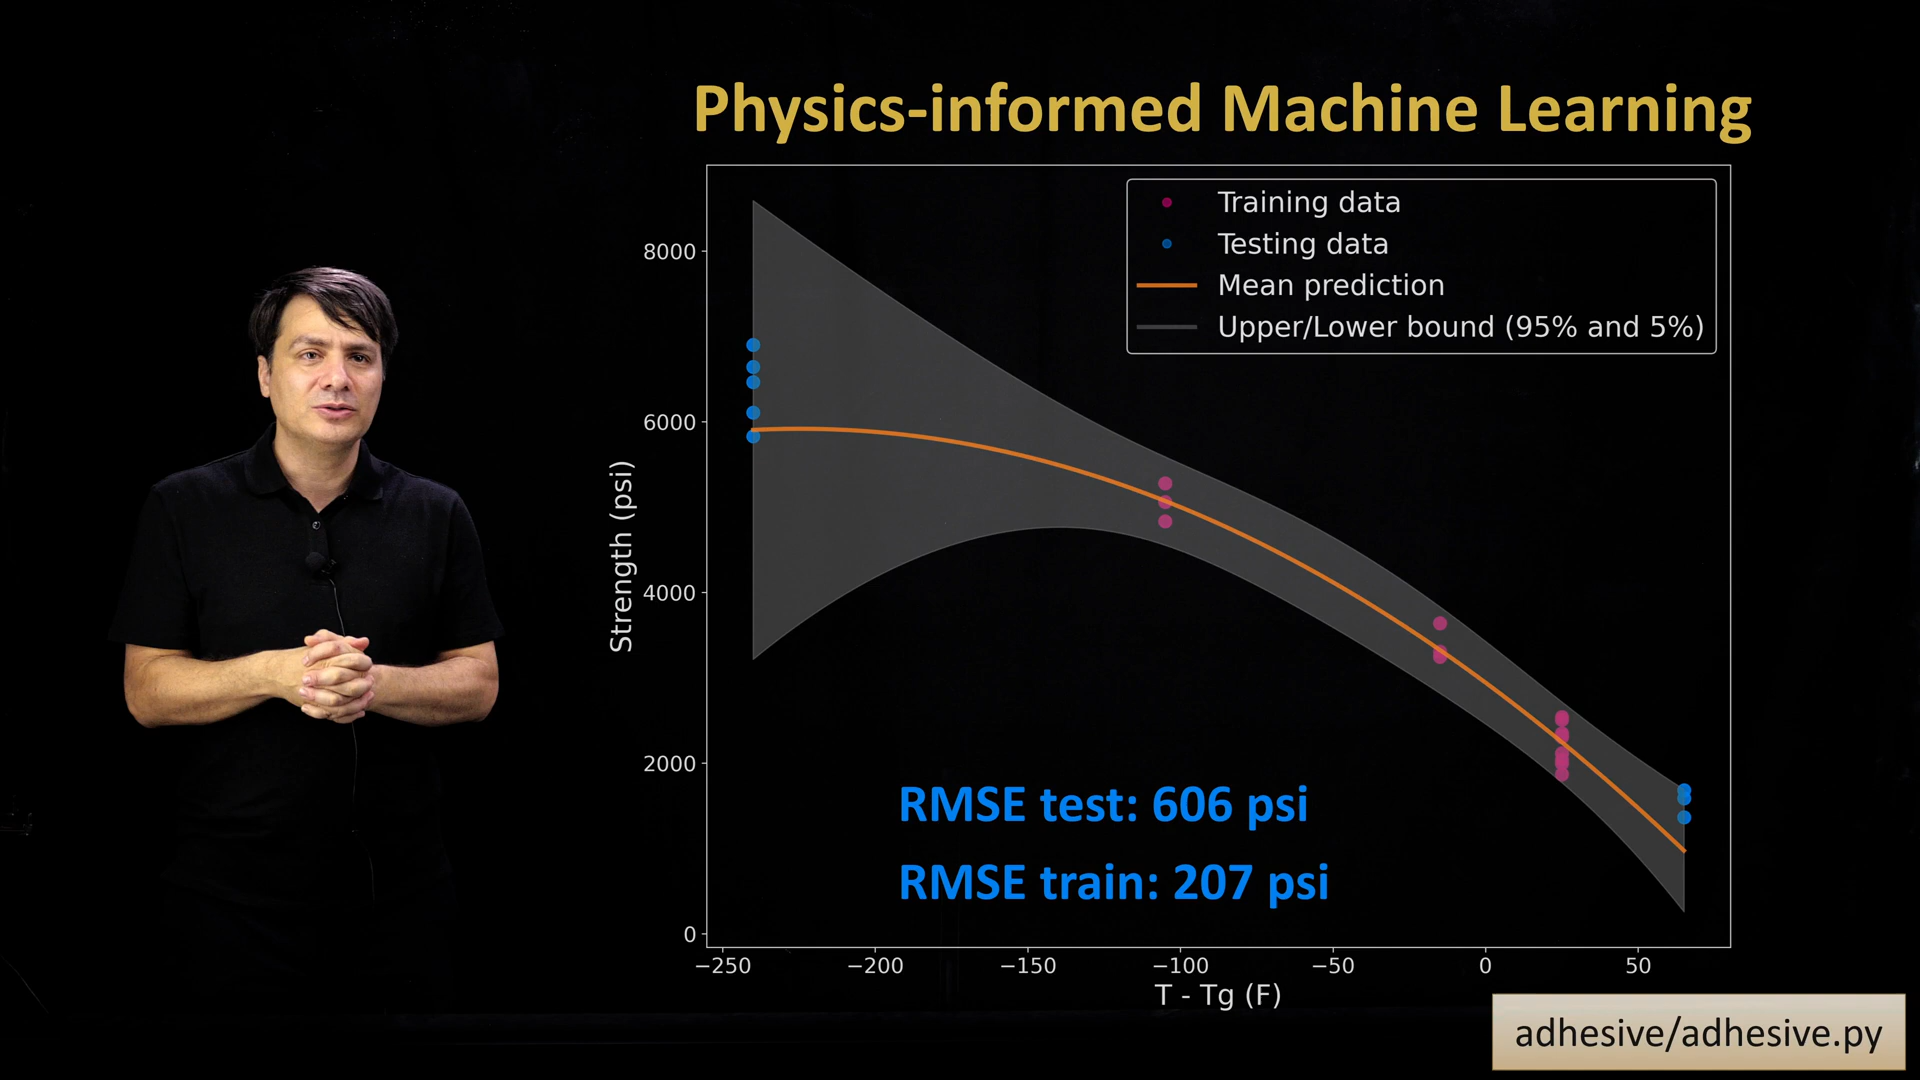 Physics-informed Machine Learning
Training data
Testing data
Mean prediction
Upper/Lower bound (95% and 5%)
8000
6000
4000
2000
0
Strength (psi)
RMSE test: 606 psi
RMSE train: 207 psi
−250
−200
−150
−100
−50
0
50
T - Tg (F)
adhesive/adhesive.py